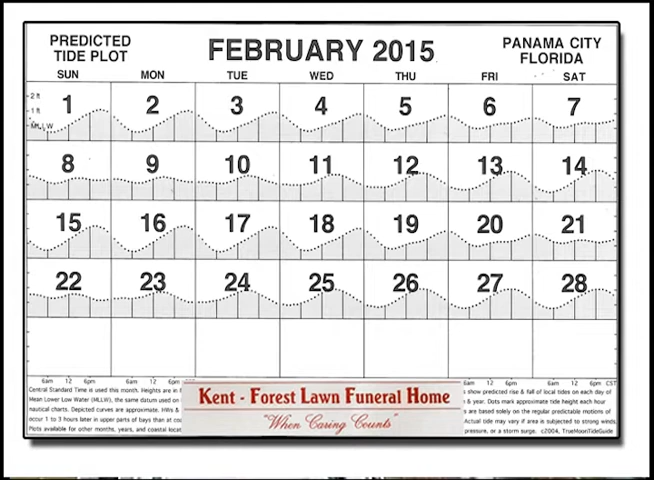 PREDICTED
TIDE PLOT
FEBRUARY 2015
PANAMA CITY
FLORIDA
SUN MON TUE WED THU FRI SAT
2 ft
1 ft
MLLW
1 2 3 4 5 6 7
8 9 10 11 12 13 14
15 16 17 18 19 20 21
22 23 24 25 26 27 28
6am 12 6pm 6am 12 6pm 6am 12 6pm 6am 12 6pm CST
Central Standard Time is used this month. Heights are in f
Mean Lower Low Water (MLLW), the same datum used on
nautical charts. Depicted curves are approximate. HWs &
occur 1 to 3 hours later in upper parts of bays than at co
Plots available for other months, years, and coastal locat
Kent - Forest Lawn Funeral Home
"When Caring Counts"
s show predicted rise & fall of local tides on each day of
& year. Dots mark approximate tide height each hour
s are based solely on the regular predictable motions of
Actual tide may vary if area is subjected to strong winds
pressure, or a storm surge. c2004, TrueMoonTideGuide